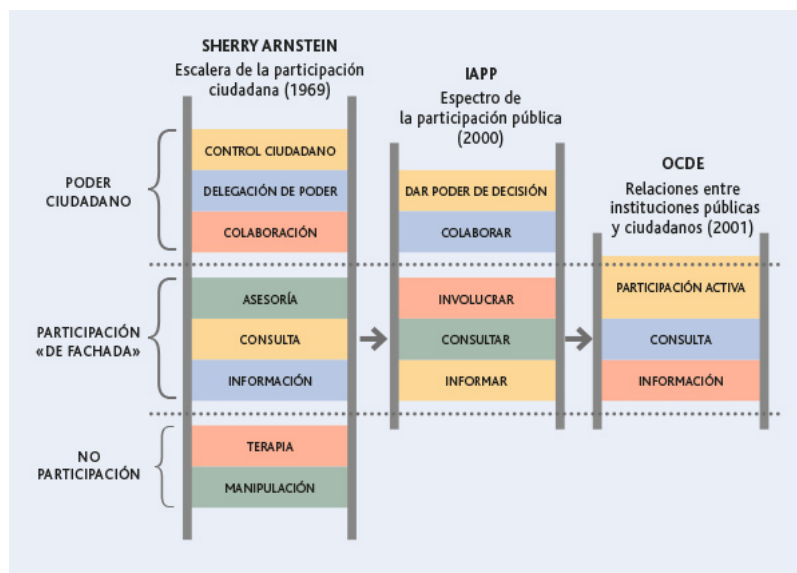 SHERRY ARNSTEIN
Escalera de la participación
ciudadana (1969)
IAPP
Espectro de
la participación pública
(2000)
OCDE
Relaciones entre
instituciones públicas
y ciudadanos (2001)
PODER
CIUDADANO
CONTROL CIUDADANO
DELEGACIÓN DE PODER
COLABORACIÓN
DAR PODER DE DECISIÓN
COLABORAR
PARTICIPACIÓN
«DE FACHADA»
ASESORÍA
CONSULTA
INFORMACIÓN
INVOLUCRAR
CONSULTAR
INFORMAR
PARTICIPACIÓN ACTIVA
CONSULTA
INFORMACIÓN
NO
PARTICIPACIÓN
TERAPIA
MANIPULACIÓN